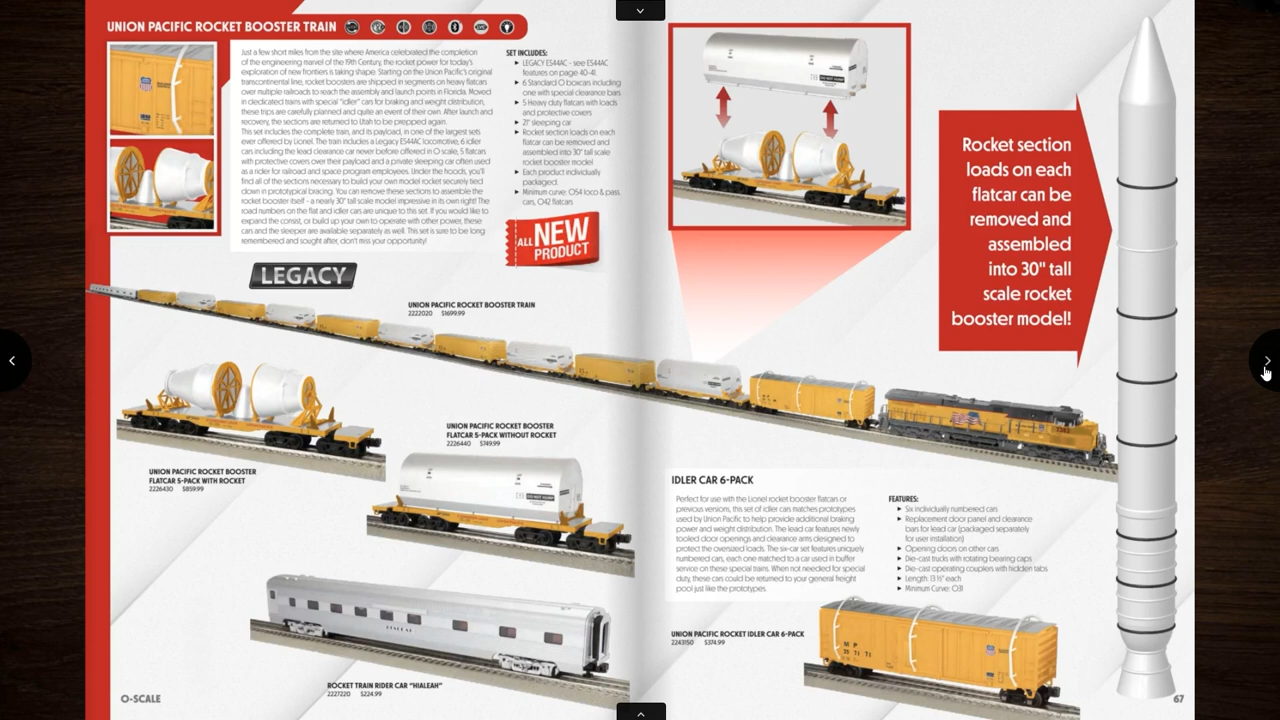 UNION PACIFIC ROCKET BOOSTER TRAIN
Just a few short miles from the site where America celebrated the completion
of the engineering marvel of the 19th Century, the rocket power for today's
exploration of new frontiers is taking shape. Starting on the Union Pacific's original
transcontinental line, rocket boosters are shipped in segments on heavy flatcars
over multiple railroads to reach the assembly and launch points in Florida. Moved
in dedicated trains with special "idler" cars for braking and weight distribution,
these trips are carefully planned and quite an event of their own. After launch and
recovery, the sections are returned to Utah to be prepped again.
This set includes the complete train, and its payload, in one of the largest sets
ever offered by Lionel. The train includes a Legacy ES44AC locomotive, 6 idler
cars including the lead clearance car never before offered in O scale, 5 flatcars
with protective covers over their payload and a private sleeping car often used
as a rider for railroad and space program employees. Under the hoods, you'll
find all of the sections necessary to build your own model rocket securely tied
down in prototypical bracing. You can remove these sections to assemble the
rocket booster itself - a nearly 30" tall scale model impressive in its own right! The
road numbers on the flat and idler cars are unique to this set. If you would like to
expand the consist, or build up your own to operate with other power, these
cars and the sleeper are available separately as well. This set is sure to be long
remembered and sought after, don't miss your opportunity!
SET INCLUDES:
► LEGACY ES44AC - see ES44AC
features on page 40-41.
► 6 Standard O boxcars including
one with special clearance bars
► 5 Heavy duty flatcars with loads
and protective covers
► 21" sleeping car
► Rocket section loads on each
flatcar can be removed and
assembled into 30" tall scale
rocket booster model
► Each product individually
packaged.
► Minimum curve: O54 loco & pass.
cars, O42 flatcars
ALL NEW
PRODUCT
LEGACY
UNION PACIFIC ROCKET BOOSTER TRAIN
2222020 $1699.99
Rocket section
loads on each
flatcar can be
removed and
assembled
into 30" tall
scale rocket
booster model!
UNION PACIFIC ROCKET BOOSTER
FLATCAR 5-PACK WITH ROCKET
2226430 $859.99
UNION PACIFIC ROCKET BOOSTER
FLATCAR 5-PACK WITHOUT ROCKET
2226440 $749.99
IDLER CAR 6-PACK
Perfect for use with the Lionel rocket booster flatcars or
previous versions, this set of idler cars matches prototypes
used by Union Pacific to help provide additional braking
power and weight distribution. The lead car features newly
tooled door openings and clearance arms designed to
protect the oversized loads. The six-car set features uniquely
numbered cars, each one matched to a car used in buffer
service on these special trains. When not needed for special
duty, these cars could be returned to your general freight
pool just like the prototypes.
FEATURES:
► Six individually numbered cars
► Replacement door panel and clearance
bars for lead car (packaged separately
for user installation)
► Opening doors on other cars
► Die-cast trucks with rotating bearing caps
► Die-cast operating couplers with hidden tabs
► Length: 13 ½" each
► Minimum Curve: O31
UNION PACIFIC ROCKET IDLER CAR 6-PACK
2243150 $374.99
M P
35 71 71
HIALEAH
ROCKET TRAIN RIDER CAR "HIALEAH"
2227220 $224.99
O-SCALE
67